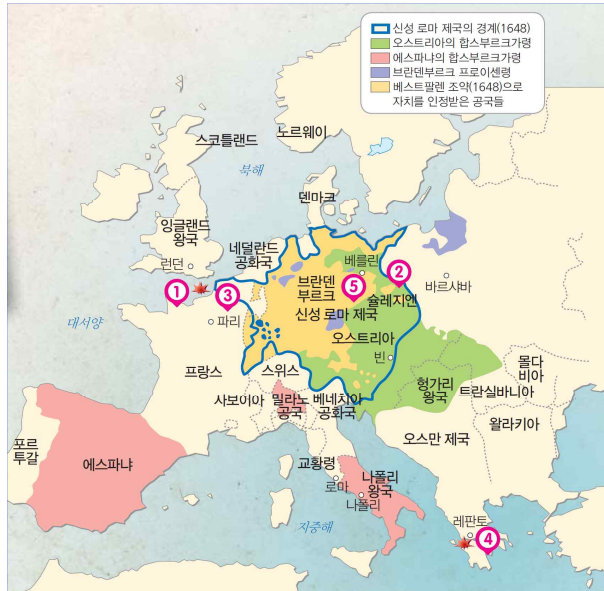 신성 로마 제국의 경계(1648)
오스트리아의 합스부르크가령
에스파냐의 합스부르크가령
브란덴부르크 프로이센령
베스트팔렌 조약(1648)으로
자치를 인정받은 공국들
노르웨이
스코틀랜드
북해
덴마크
잉글랜드
왕국
네덜란드
공화국
런던
베를린
브란덴
부르크
바르샤바
1
2
3
5
슐레지엔
신성 로마 제국
대서양
파리
오스트리아
빈
프랑스
스위스
헝가리
왕국
몰다
비아
트란실바니아
사보이아
밀라노
공국
베네치아
공화국
왈라키아
오스만 제국
포르
투갈
에스파냐
교황령
로마
나폴리
왕국
나폴리
지중해
레판토
4